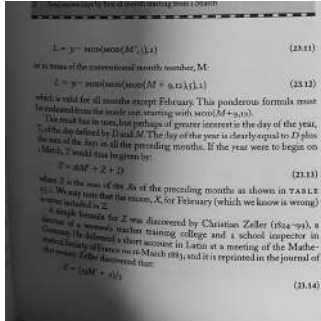 L = y − MOD(MOD(M′,5),2) (23.11)
or in terms of the conventional month number, M:
L = y − MOD(MOD(MOD(M + 9,12),5),2) (23.12)
which is valid for all months except February. This ponderous formula must
be evaluated from the inside out, starting with MOD(M+9,12).
This result has its uses, but perhaps of greater interest is the day of the year,
T, of the day defined by D and M. The day of the year is clearly equal to D plus
the sum of the days in all the preceding months. If the year were to begin on
1 March, T would thus be given by:
(23.13)
where Z is the sum of the Xs of the preceding months as shown in TABLE
We may note that the excess, X, for February (which we know is wrong)
is never included in Z.
A simple formula for Z was discovered by Christian Zeller (1824–99), a
director of a women's teacher training college and a school inspector in
German. He delivered a short account in Latin at a meeting of the Mathe-
matical Society of France on 16 March 1883, and it is reprinted in the journal of
that society. Zeller discovered that:
(23.14)